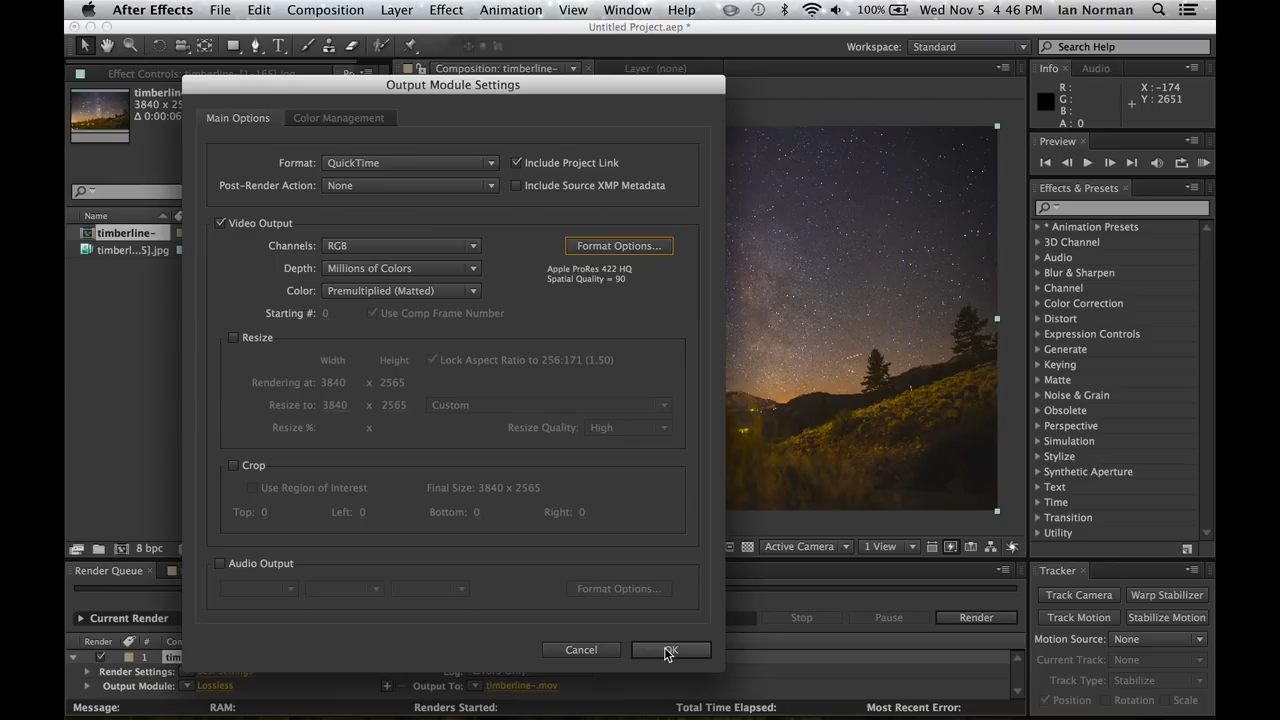 After Effects File Edit Composition Layer Effect Animation View Window Help 100% Wed Nov 5 4:46 PM Ian Norman
Untitled Project.aep *
Workspace: Standard Search Help
Effect Controls: timberline- [1-165].jpg
Composition: timberline-
Layer: (none)
Info Audio
timberlin
3840 x 25
Δ 0:00:06
R :
G :
B :
A : 0
X : -174
Y : 2651
Output Module Settings
Main Options Color Management
Format: QuickTime Include Project Link
Post-Render Action: None Include Source XMP Metadata
Video Output
Channels: RGB Format Options...
Depth: Millions of Colors
Apple ProRes 422 HQ
Spatial Quality = 90
Color: Premultiplied (Matted)
Starting #: 0 Use Comp Frame Number
Resize
Width Height Lock Aspect Ratio to 256:171 (1.50)
Rendering at: 3840 x 2565
Resize to: 3840 x 2565 Custom
Resize %: x Resize Quality: High
Crop
Use Region of Interest Final Size: 3840 x 2565
Top: 0 Left: 0 Bottom: 0 Right: 0
Audio Output
Format Options...
Cancel OK
Name
timberline-
timberl...5].jpg
8 bpc
Active Camera 1 View
Preview
Effects & Presets
* Animation Presets
3D Channel
Audio
Blur & Sharpen
Channel
Color Correction
Distort
Expression Controls
Generate
Keying
Matte
Noise & Grain
Obsolete
Perspective
Simulation
Stylize
Synthetic Aperture
Text
Time
Transition
Utility
Render Queue
Current Render
Stop Pause Render
Render #
1 tim
Render Settings:
Output Module: Lossless Output To: timberline-.mov
Message: RAM: Renders Started: Total Time Elapsed: Most Recent Error:
Tracker
Track Camera Warp Stabilizer
Track Motion Stabilize Motion
Motion Source: None
Current Track: None
Track Type: Stabilize
Position Rotation Scale